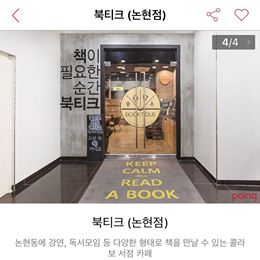 북티크 (논현점)
4/4
책이
필요한
순간
북티크
BOOKTIQUE
KEEP
CALM
AND
READ
A BOOK
poing
북티크 (논현점)
논현동에 강연, 독서모임 등 다양한 형태로 책을 만날 수 있는 콜라
보 서점 카페